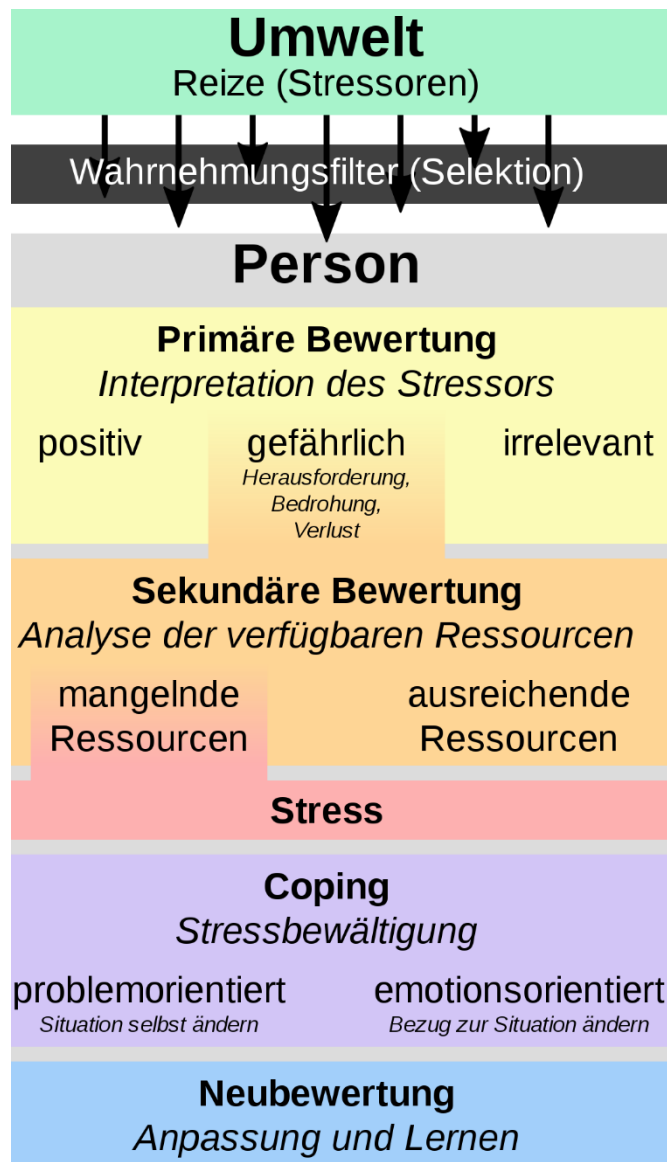 Umwelt
Reize (Stressoren)
Wahrnehmungsfilter (Selektion)
Person
Primäre Bewertung
Interpretation des Stressors
positiv
gefährlich
irrelevant
Herausforderung,
Bedrohung,
Verlust
Sekundäre Bewertung
Analyse der verfügbaren Ressourcen
mangelnde
Ressourcen
ausreichende
Ressourcen
Stress
Coping
Stressbewältigung
problemorientiert
Situation selbst ändern
emotionsorientiert
Bezug zur Situation ändern
Neubewertung
Anpassung und Lernen